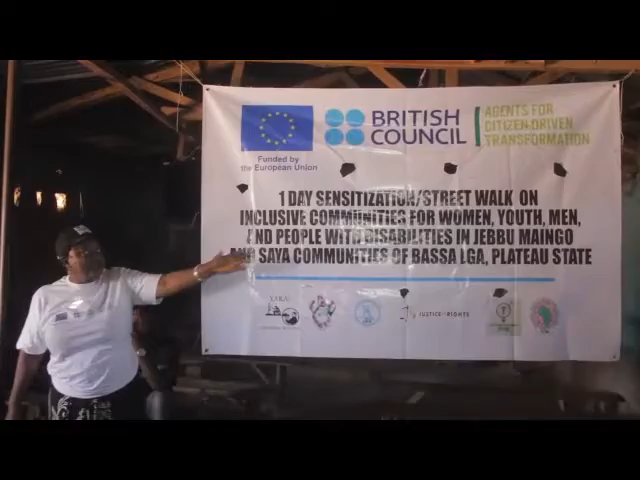 BRITISH
COUNCIL
AGENTS FOR
CITIZEN-DRIVEN
TRANSFORMATION
Funded by
the European Union
1 DAY SENSITIZATION/STREET WALK ON
INCLUSIVE COMMUNITIES FOR WOMEN, YOUTH, MEN,
AND PEOPLE WITH DISABILITIES IN JEBBU MAINGO
AND SAYA COMMUNITIES OF BASSA LGA, PLATEAU STATE
JUSTICE & RIGHTS